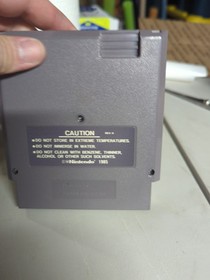 CAUTION
●DO NOT STORE IN EXTREME TEMPERATURES.
●DO NOT IMMERSE IN WATER.
●DO NOT CLEAN WITH BENZENE, THINNER,
ALCOHOL OR OTHER SUCH SOLVENTS.
Nintendo 1985